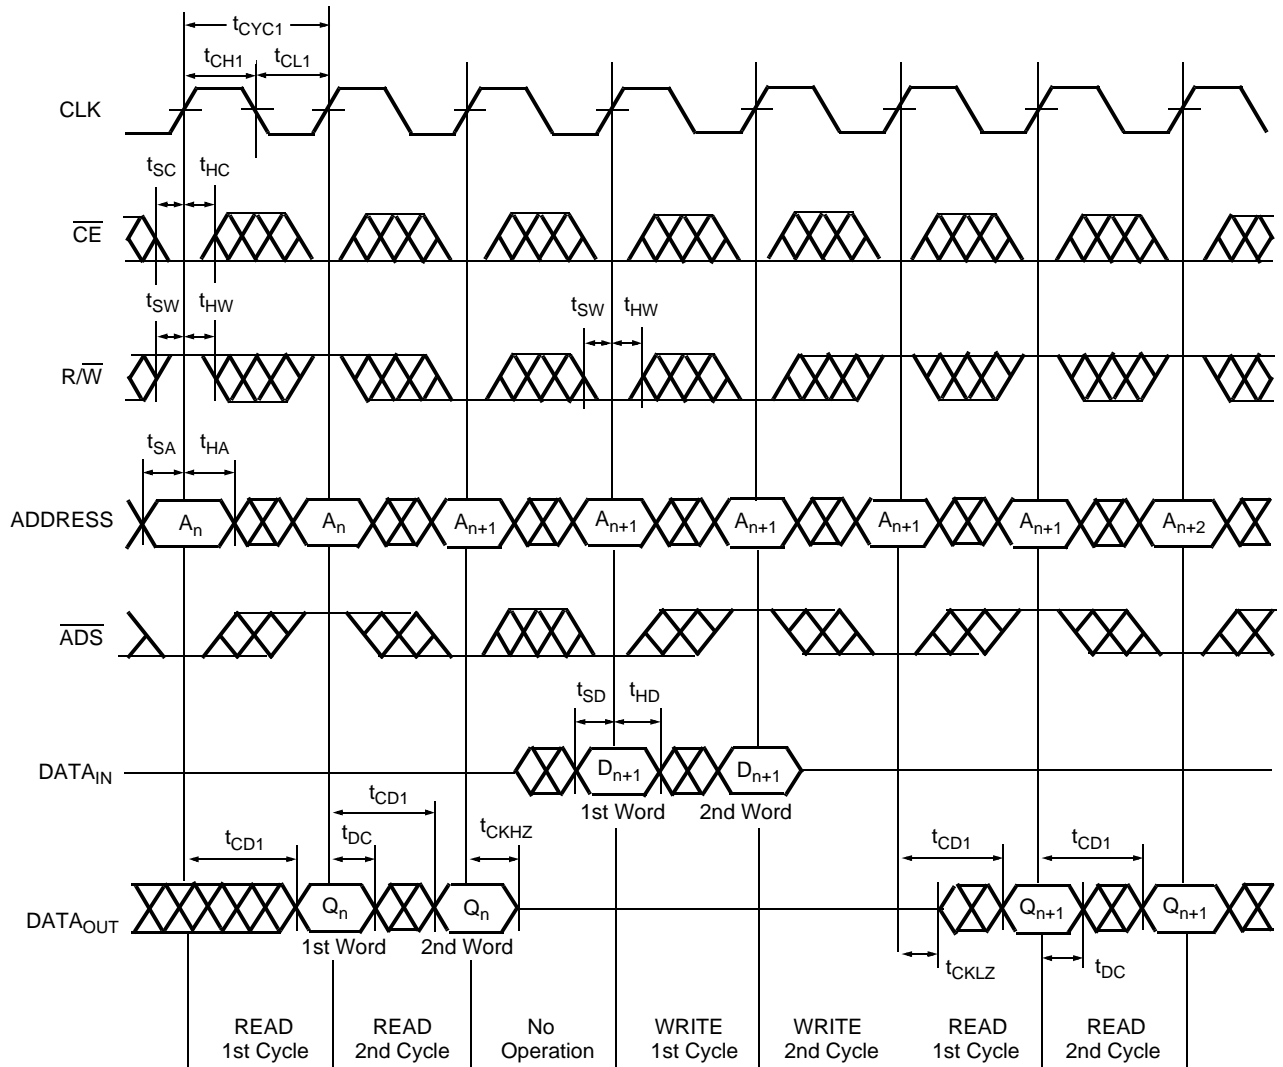 tCYC1
tCH1 tCL1
CLK
tSC tHC
CE
tSW tHW tSW tHW
R/W
tSA tHA
ADDRESS An An An+1 An+1 An+1 An+1 An+1 An+2
ADS
tSD tHD
DATAIN Dn+1 Dn+1
1st Word 2nd Word
tCD1
tCD1 tDC tCKHZ tCD1 tCD1
DATAOUT Qn Qn Qn+1 Qn+1
1st Word 2nd Word
tCKLZ tDC
READ READ No WRITE WRITE READ READ
1st Cycle 2nd Cycle Operation 1st Cycle 2nd Cycle 1st Cycle 2nd Cycle